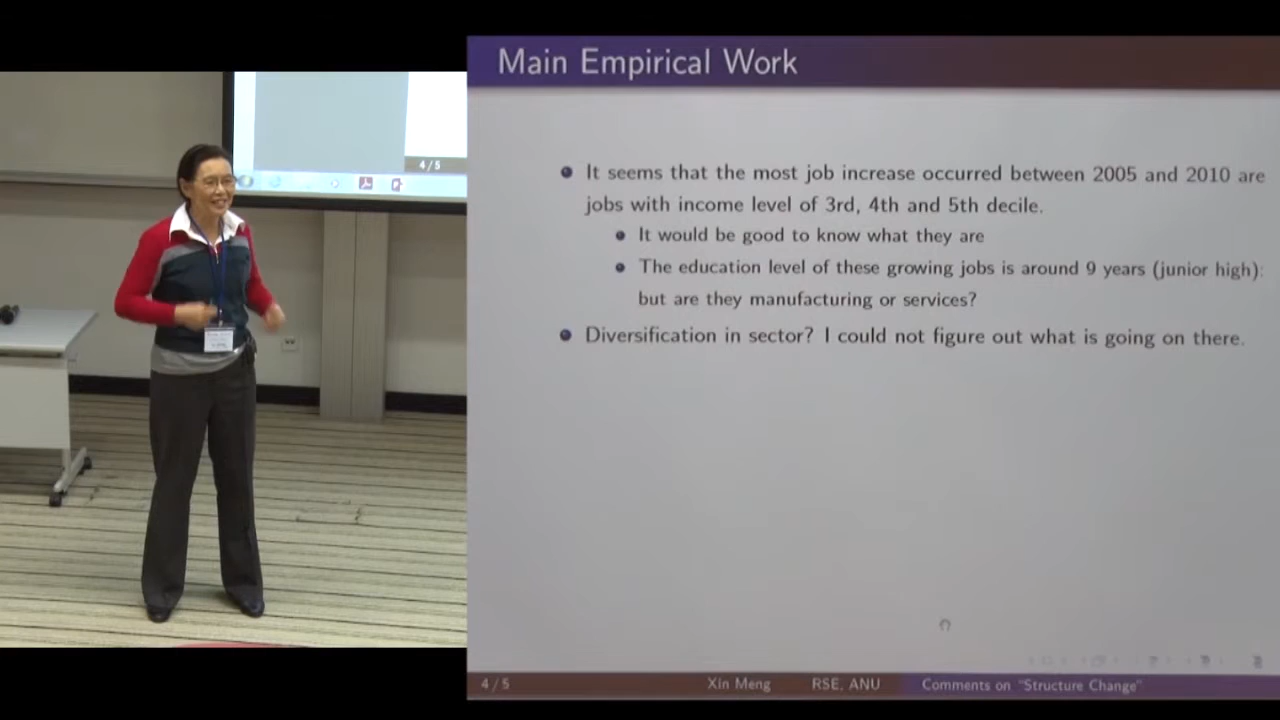 4 / 5
Main Empirical Work
It seems that the most job increase occurred between 2005 and 2010 are
jobs with income level of 3rd, 4th and 5th decile.
It would be good to know what they are
The education level of these growing jobs is around 9 years (junior high):
but are they manufacturing or services?
Diversification in sector? I could not figure out what is going on there.
4 / 5 Xin Meng RSE, ANU Comments on "Structure Change"